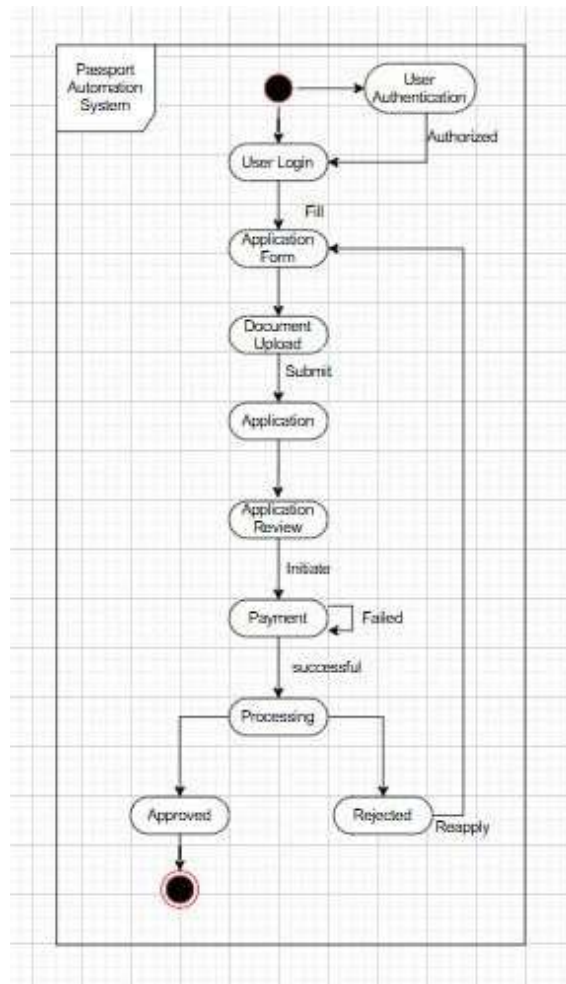 Passport
Automation
System
User
Authentication
Authorized
User Login
Fill
Application
Form
Document
Upload
Submit
Application
Application
Review
Initiate
Payment
Failed
successful
Processing
Approved
Rejected
Reapply